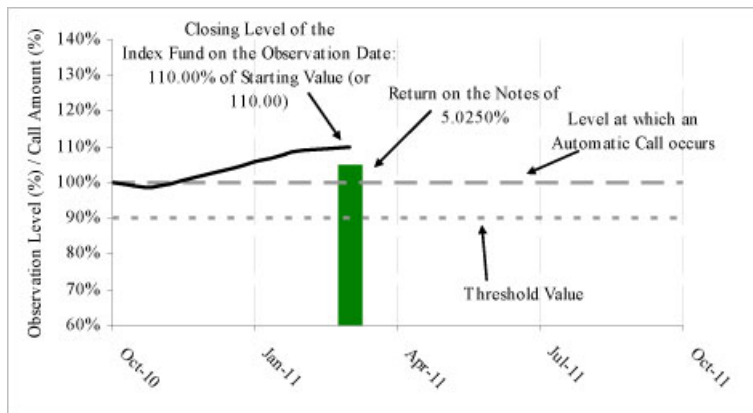 Closing Level of the
Index Fund on the Observation Date:
110.00% of Starting Value (or
110.00)
Return on the Notes of
5.0250%
Level at which an
Automatic Call occurs
Threshold Value
Observation Level (%) / Call Amount (%)
140%
130%
120%
110%
100%
90%
80%
70%
60%
Oct-10
Jan-11
Apr-11
Jul-11
Oct-11